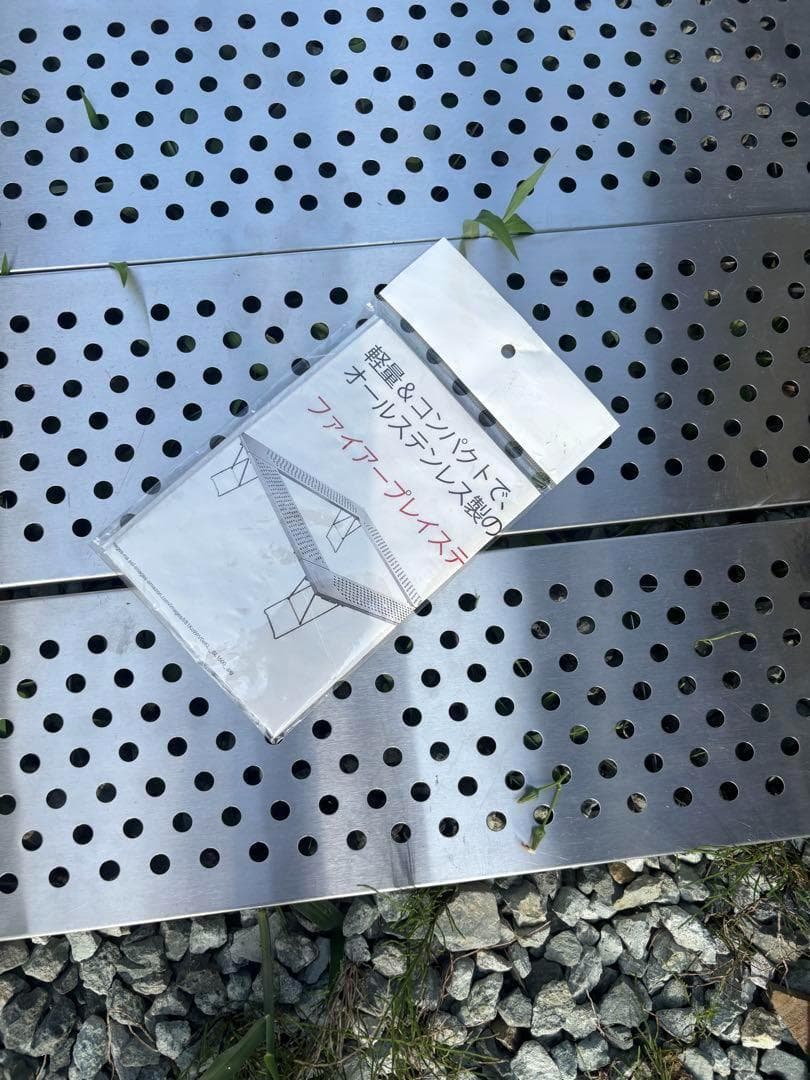 軽量＆コンパクトで、
オールステンレス製の
ファイアープレイステ